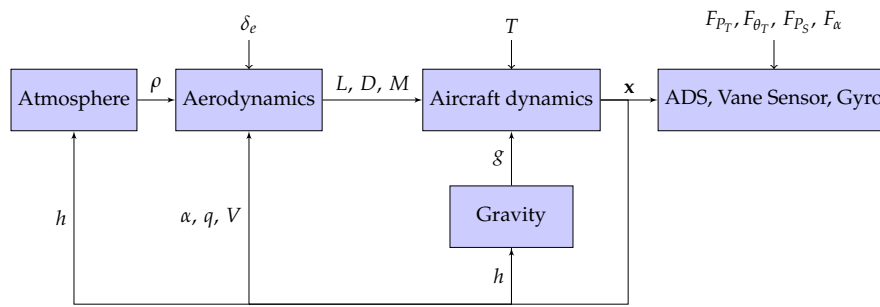 δ_e
T
F_{P_T}, F_{θ_T}, F_{P_S}, F_α
Atmosphere
ρ
Aerodynamics
L, D, M
Aircraft dynamics
x
ADS, Vane Sensor, Gyro
g
h
α, q, V
Gravity
h